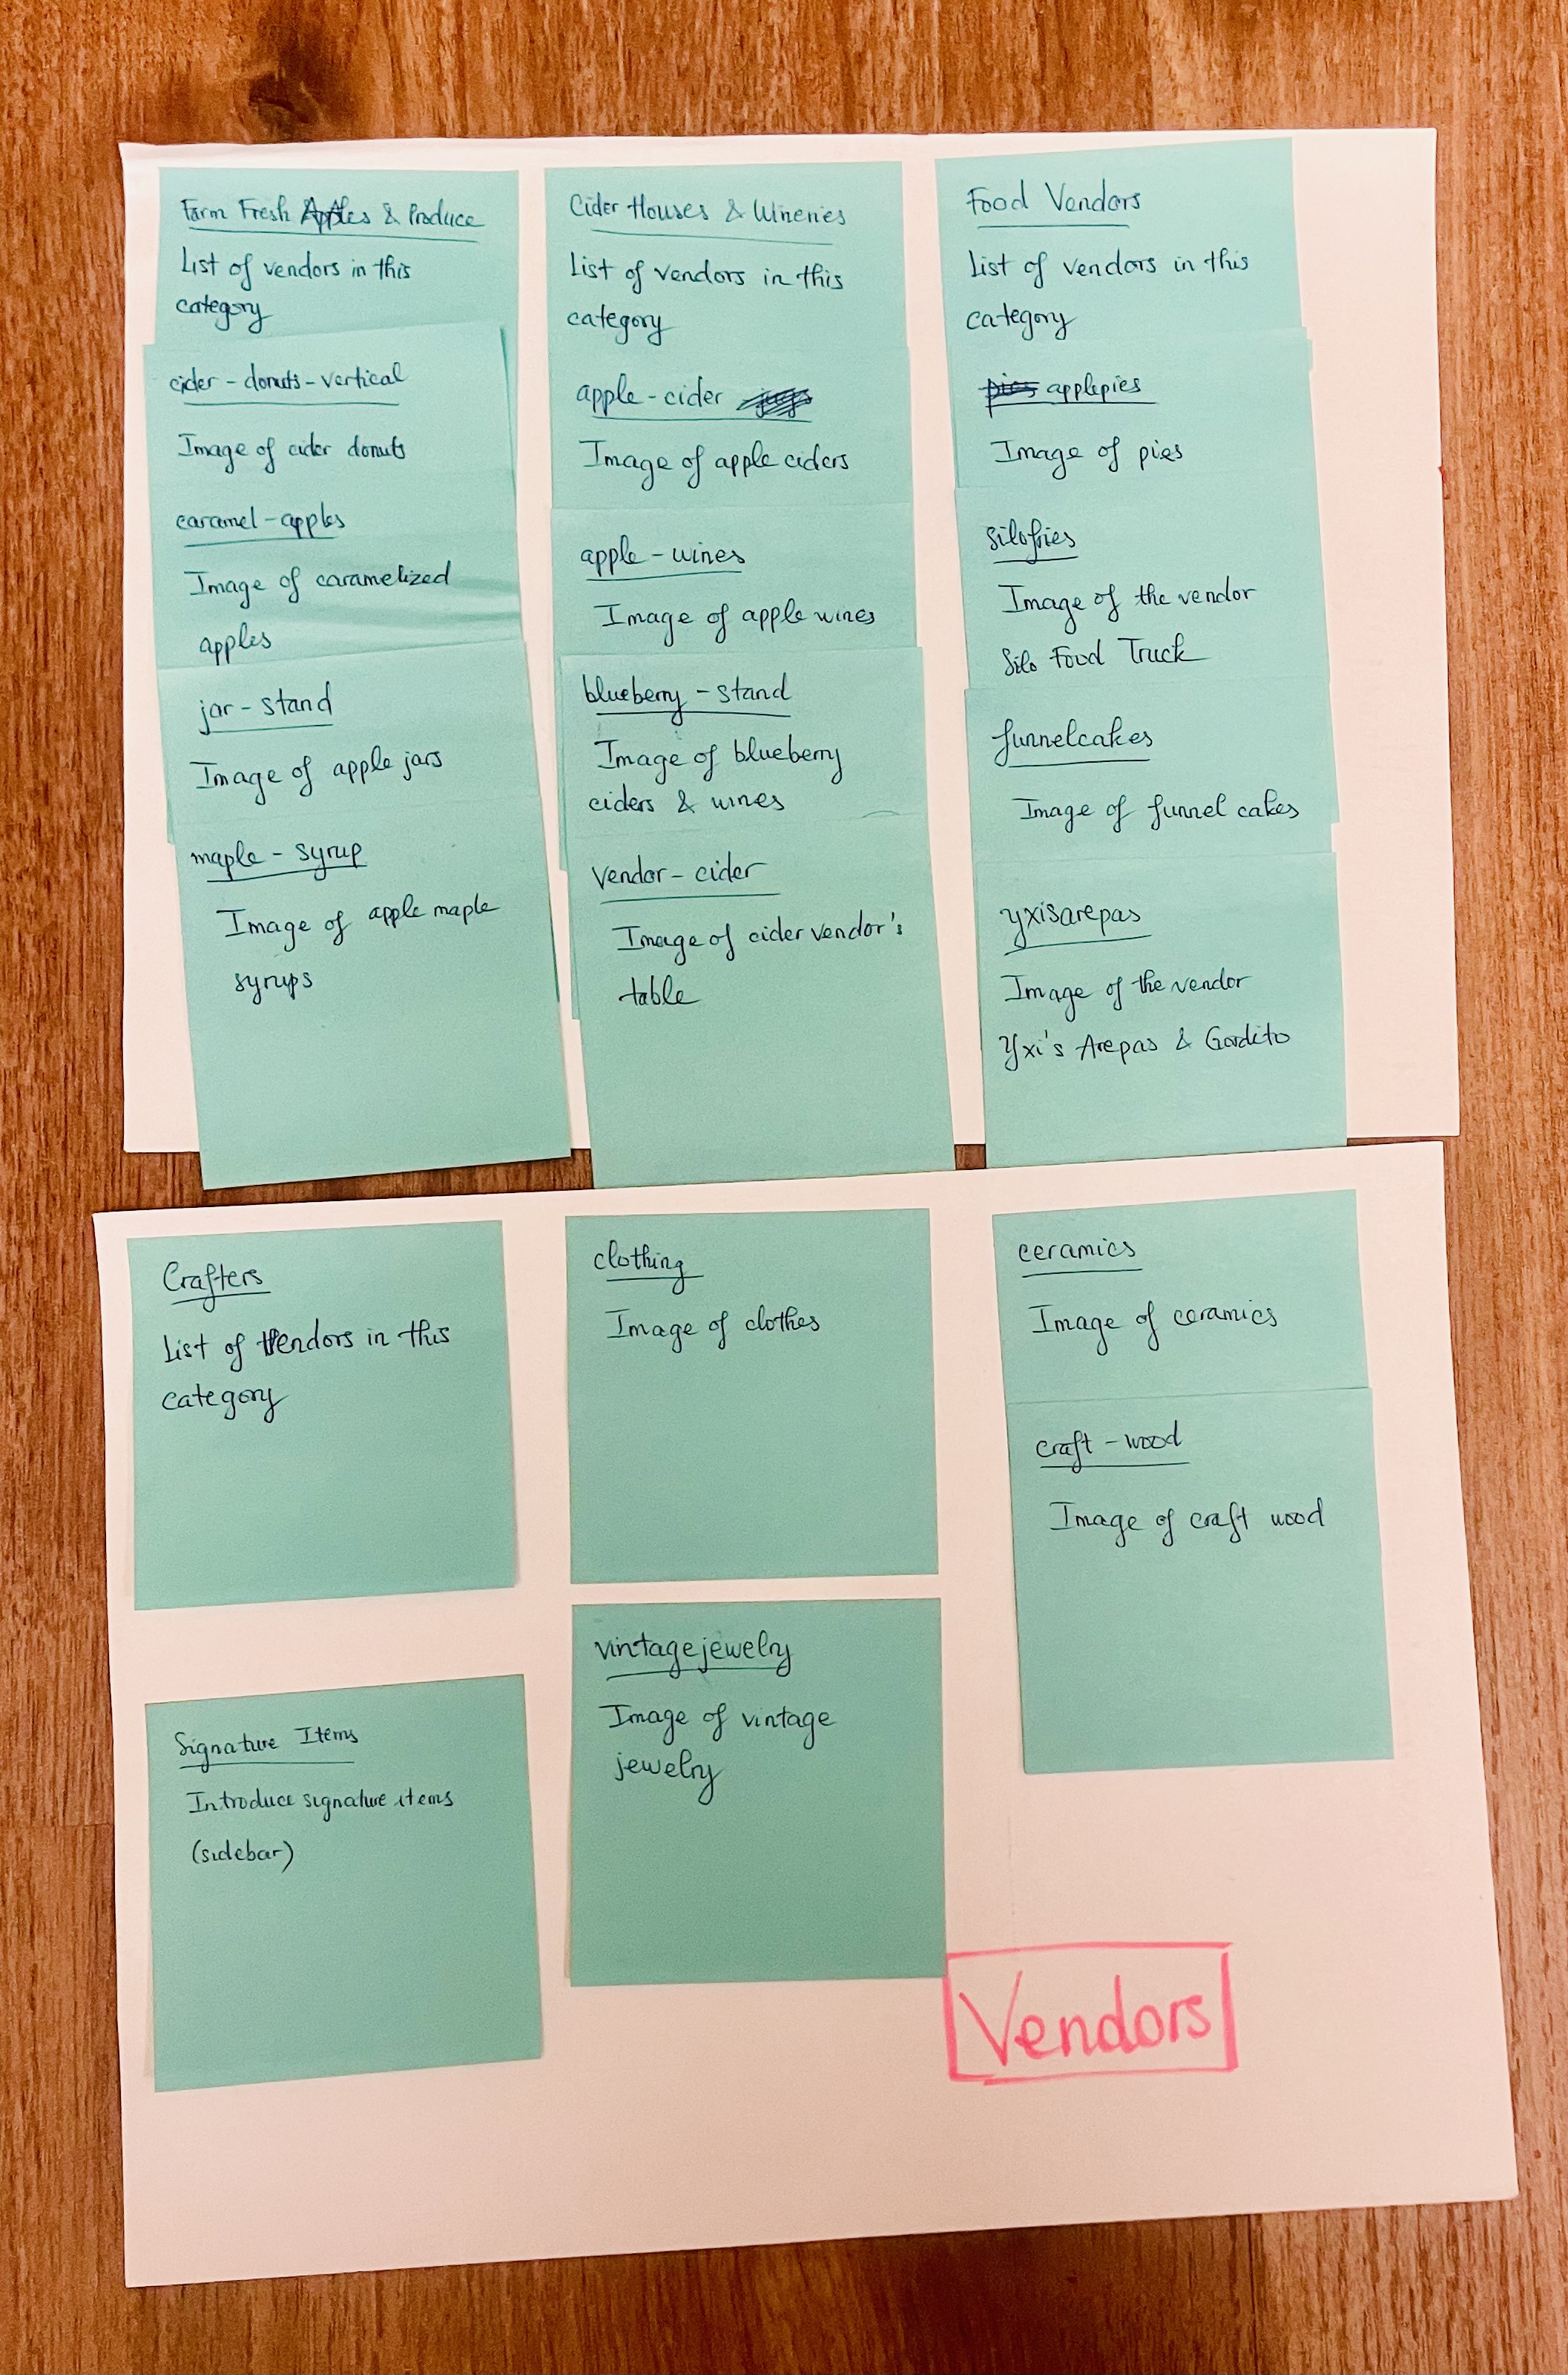 Farm Fresh Apples & Produce
List of vendors in this
category
cider-donuts-vertical
Image of cider donuts
caramel-apples
Image of caramelized
apples
jar-stand
Image of apple jars
maple-syrup
Image of apple maple
syrups
Cider Houses & Wineries
List of vendors in this
category
apple-cider
Image of apple ciders
apple-wines
Image of apple wines
blueberry-stand
Image of blueberry
ciders & wines
vendor-cider
Image of cider vendor's
table
Food Vendors
List of vendors in this
category
pies applepies
Image of pies
silofries
Image of the vendor
Silo Food Truck
funnelcakes
Image of funnel cakes
yxisarepas
Image of the vendor
Yxi's Arepas & Gordito
Crafters
List of vendors in this
category
Signature Items
Introduce signature items
(sidebar)
clothing
Image of clothes
vintagejewelry
Image of vintage
jewelry
ceramics
Image of ceramics
craft-wood
Image of craft wood
Vendors